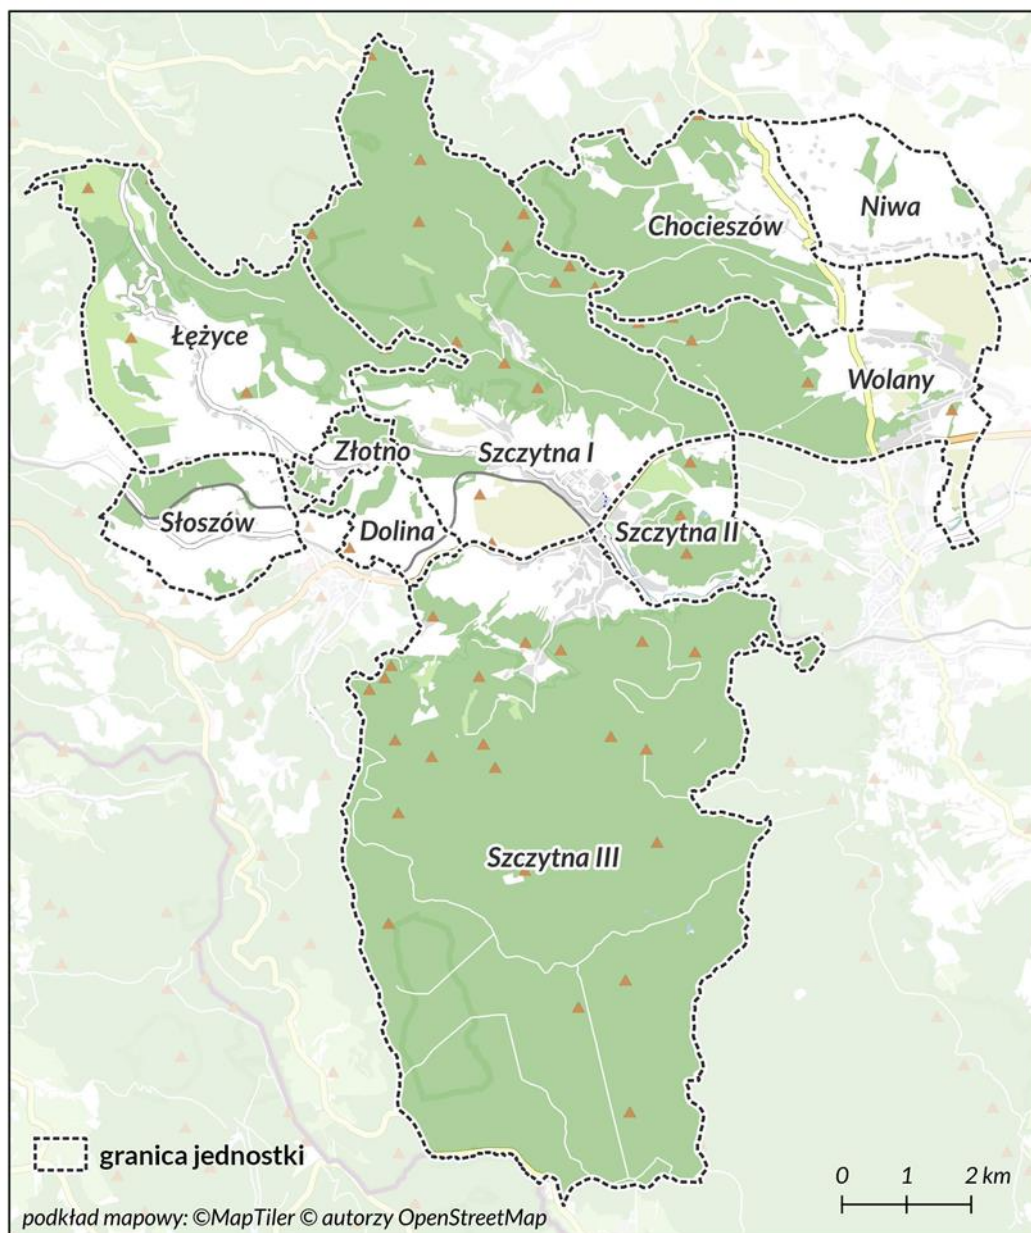 Niwa
Chocieszów
Łężyce
Wolany
Złotno
Szczytna I
Słoszów
Dolina
Szczytna II
Szczytna III
granica jednostki
0 1 2 km
podkład mapowy: ©MapTiler © autorzy OpenStreetMap